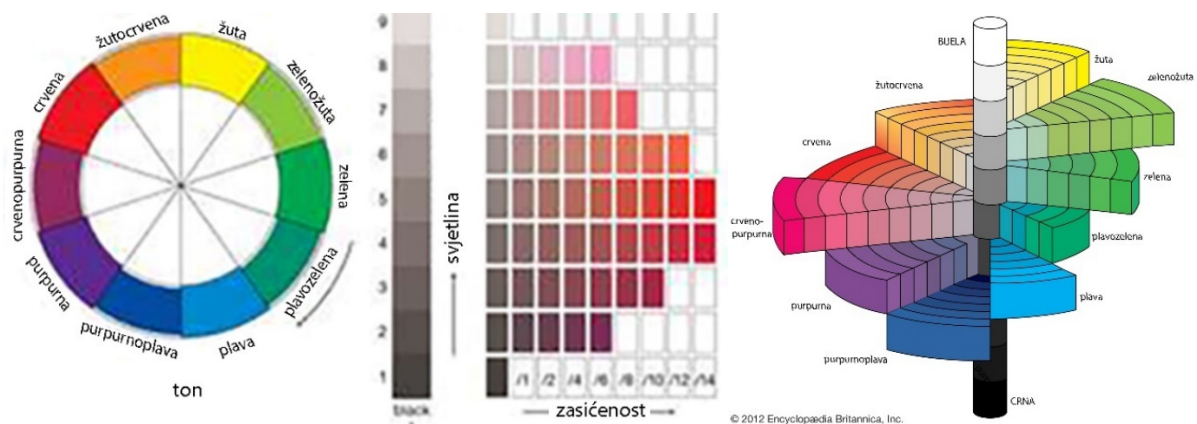 žuta
zelenožuta
zelena
plavozelena
plava
purpurnoplava
purpurna
crvenopurpurna
crvena
žutocrvena
ton
9
8
7
6
5
4
3
2
1
svjetlina
/1 /2 /4 /6 /8 /10 /12 /14
zasićenost
BIJELA
žuta
zelenožuta
žutocrvena
crvena
zelena
crveno-
purpurna
plavozelena
purpurna
plava
purpurnoplava
CRNA
© 2012 Encyclopædia Britannica, Inc.